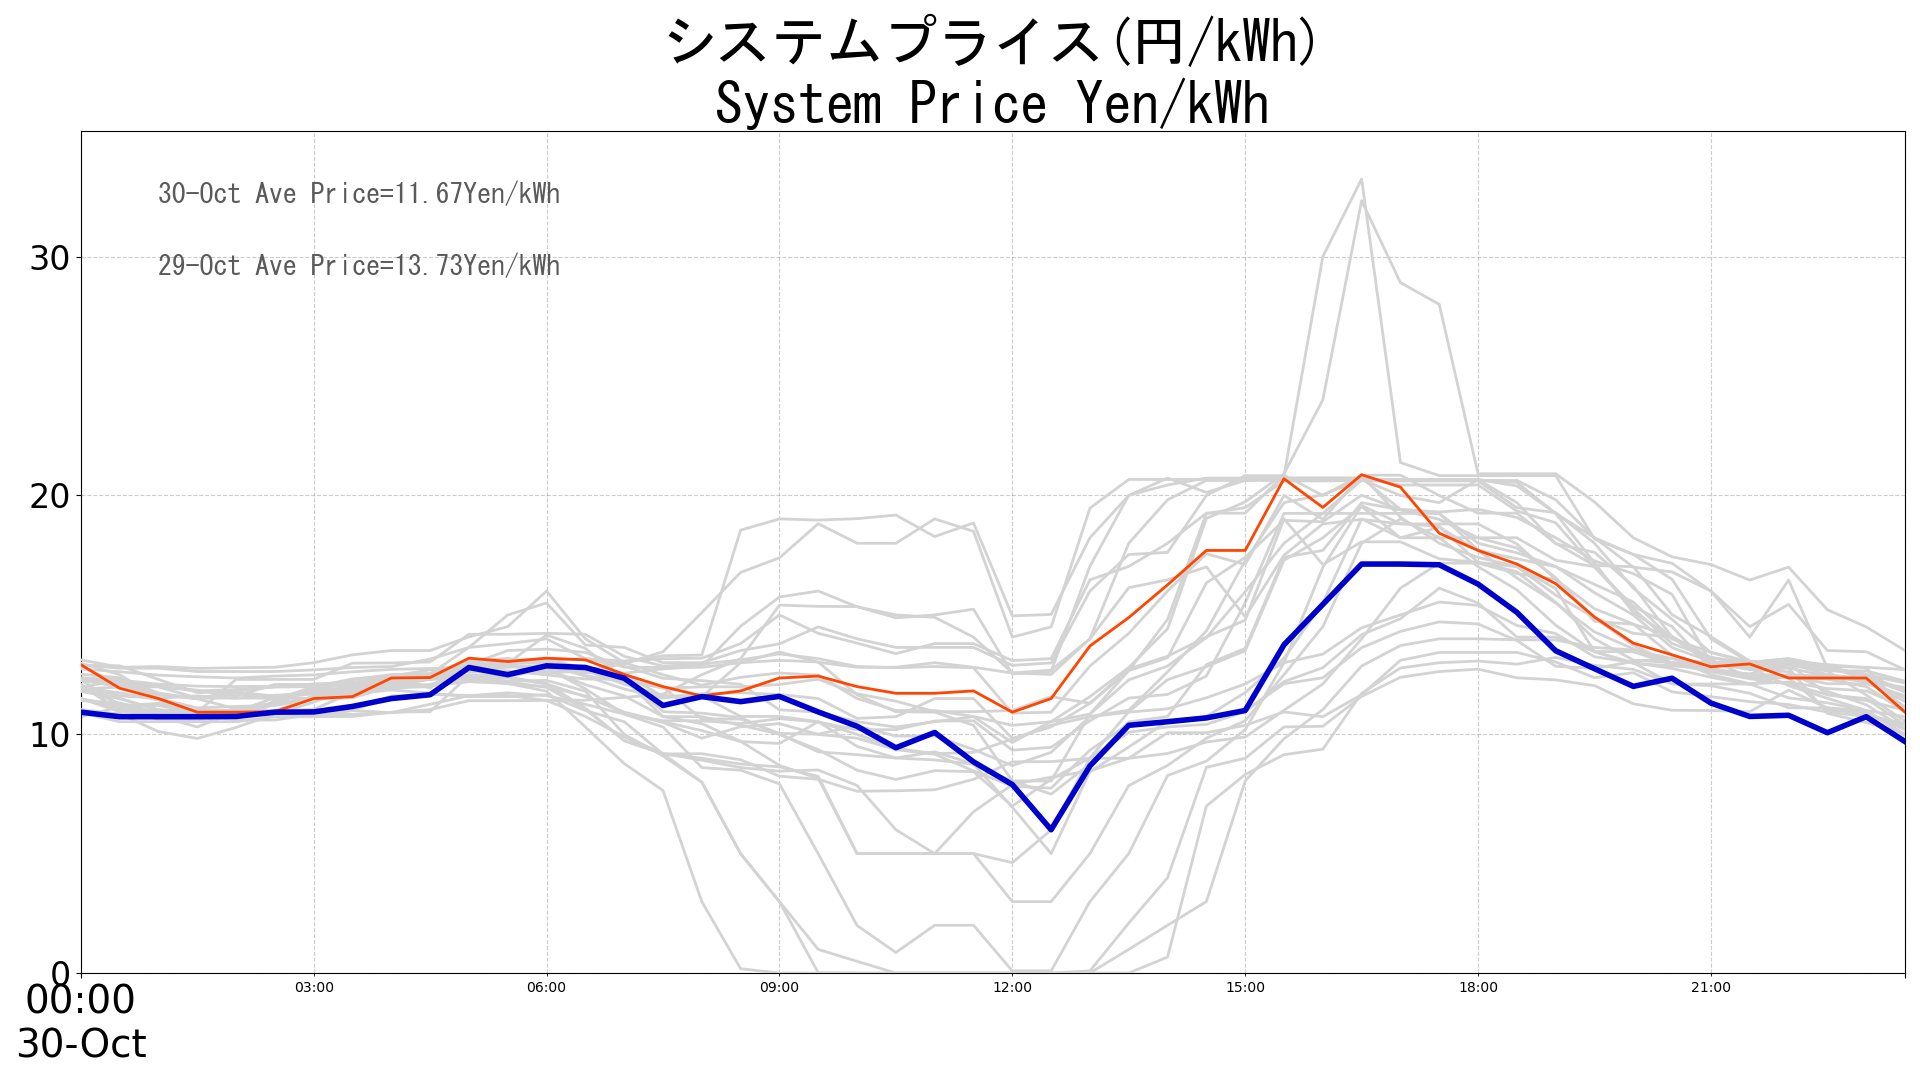 システムプライス(円/kWh)
System Price Yen/kWh
30-Oct Ave Price=11.67Yen/kWh
29-Oct Ave Price=13.73Yen/kWh
30
20
10
0
00:00
03:00
06:00
09:00
12:00
15:00
18:00
21:00
30-Oct